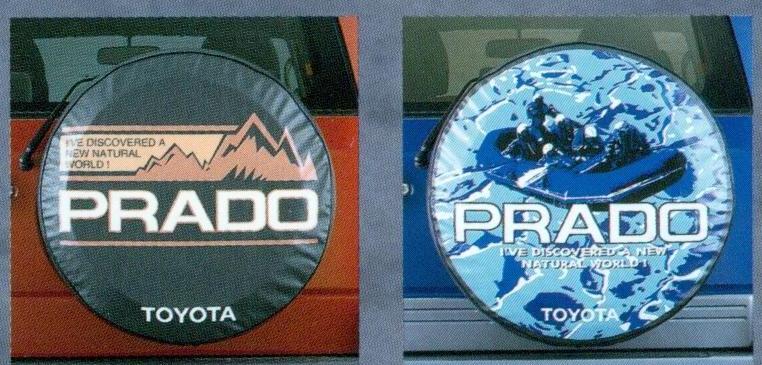 I'VE DISCOVERED A
NEW NATURAL
WORLD !
PRADO
TOYOTA
PRADO
I'VE DISCOVERED A NEW
NATURAL WORLD !
TOYOTA